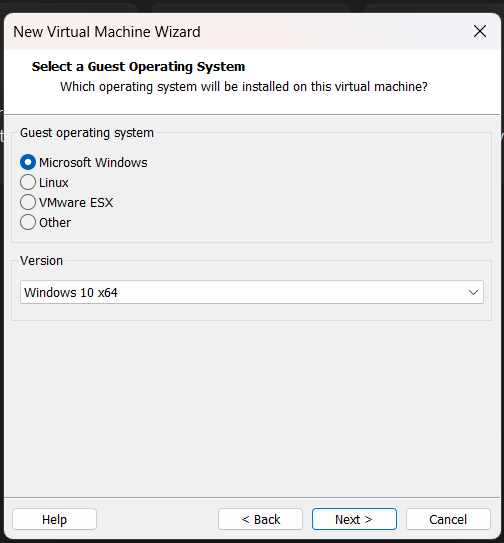 New Virtual Machine Wizard
Select a Guest Operating System
Which operating system will be installed on this virtual machine?
Guest operating system
Microsoft Windows
Linux
VMware ESX
Other
Version
Windows 10 x64
Help
< Back
Next >
Cancel